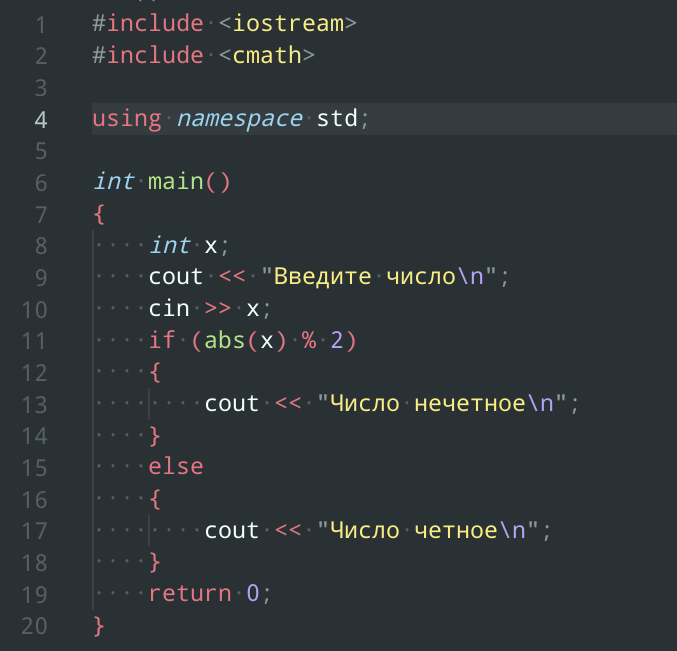 1 #include <iostream>
2 #include <cmath>
3
4 using namespace std;
5
6 int main()
7 {
8     int x;
9     cout << "Введите число\n";
10     cin >> x;
11     if (abs(x) % 2)
12     {
13         cout << "Число нечетное\n";
14     }
15     else
16     {
17         cout << "Число четное\n";
18     }
19     return 0;
20 }